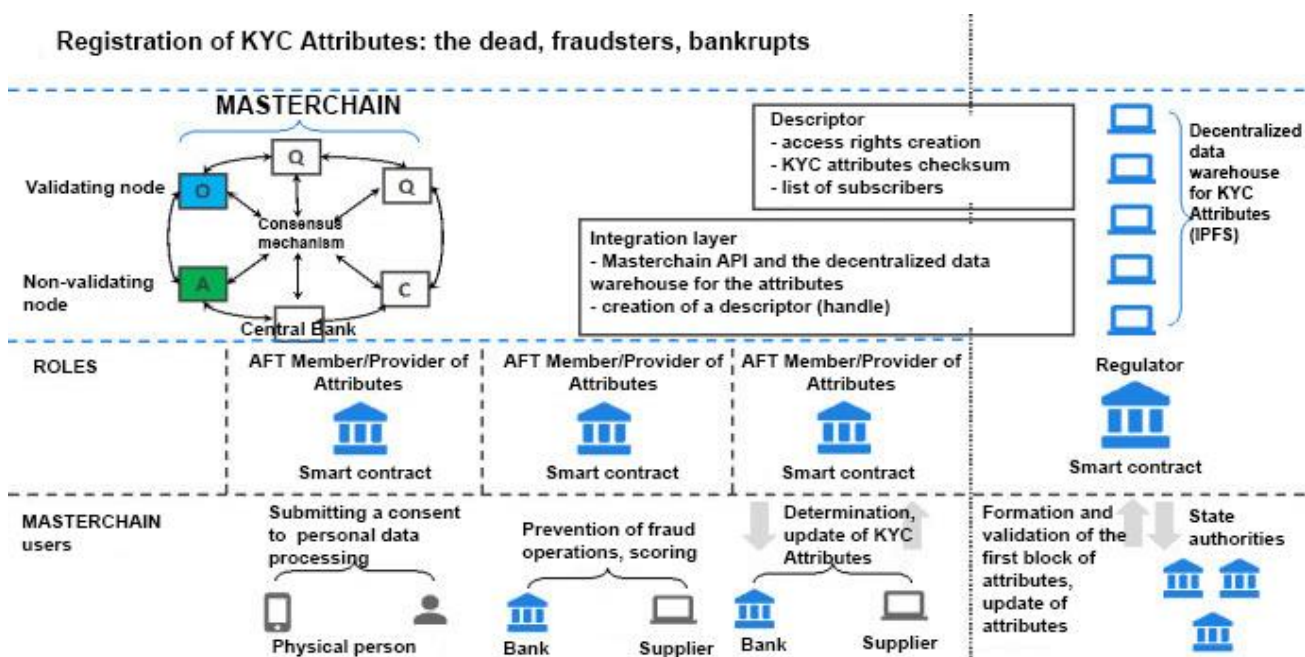 Registration of KYC Attributes: the dead, fraudsters, bankrupts
MASTERCHAIN
Validating node
Non-validating
node
O
Q
Q
A
C
Consensus
mechanism
Central Bank
Descriptor
- access rights creation
- KYC attributes checksum
- list of subscribers
Integration layer
- Masterchain API and the decentralized data
warehouse for the attributes
- creation of a descriptor (handle)
Decentralized
data
warehouse
for KYC
Attributes
(IPFS)
ROLES
AFT Member/Provider of
Attributes
Smart contract
AFT Member/Provider of
Attributes
Smart contract
AFT Member/Provider of
Attributes
Smart contract
Regulator
Smart contract
MASTERCHAIN
users
Submitting a consent
to personal data
processing
Physical person
Prevention of fraud
operations, scoring
Bank
Supplier
Determination,
update of KYC
Attributes
Bank
Supplier
Formation and
validation of the
first block of
attributes,
update of
attributes
State
authorities